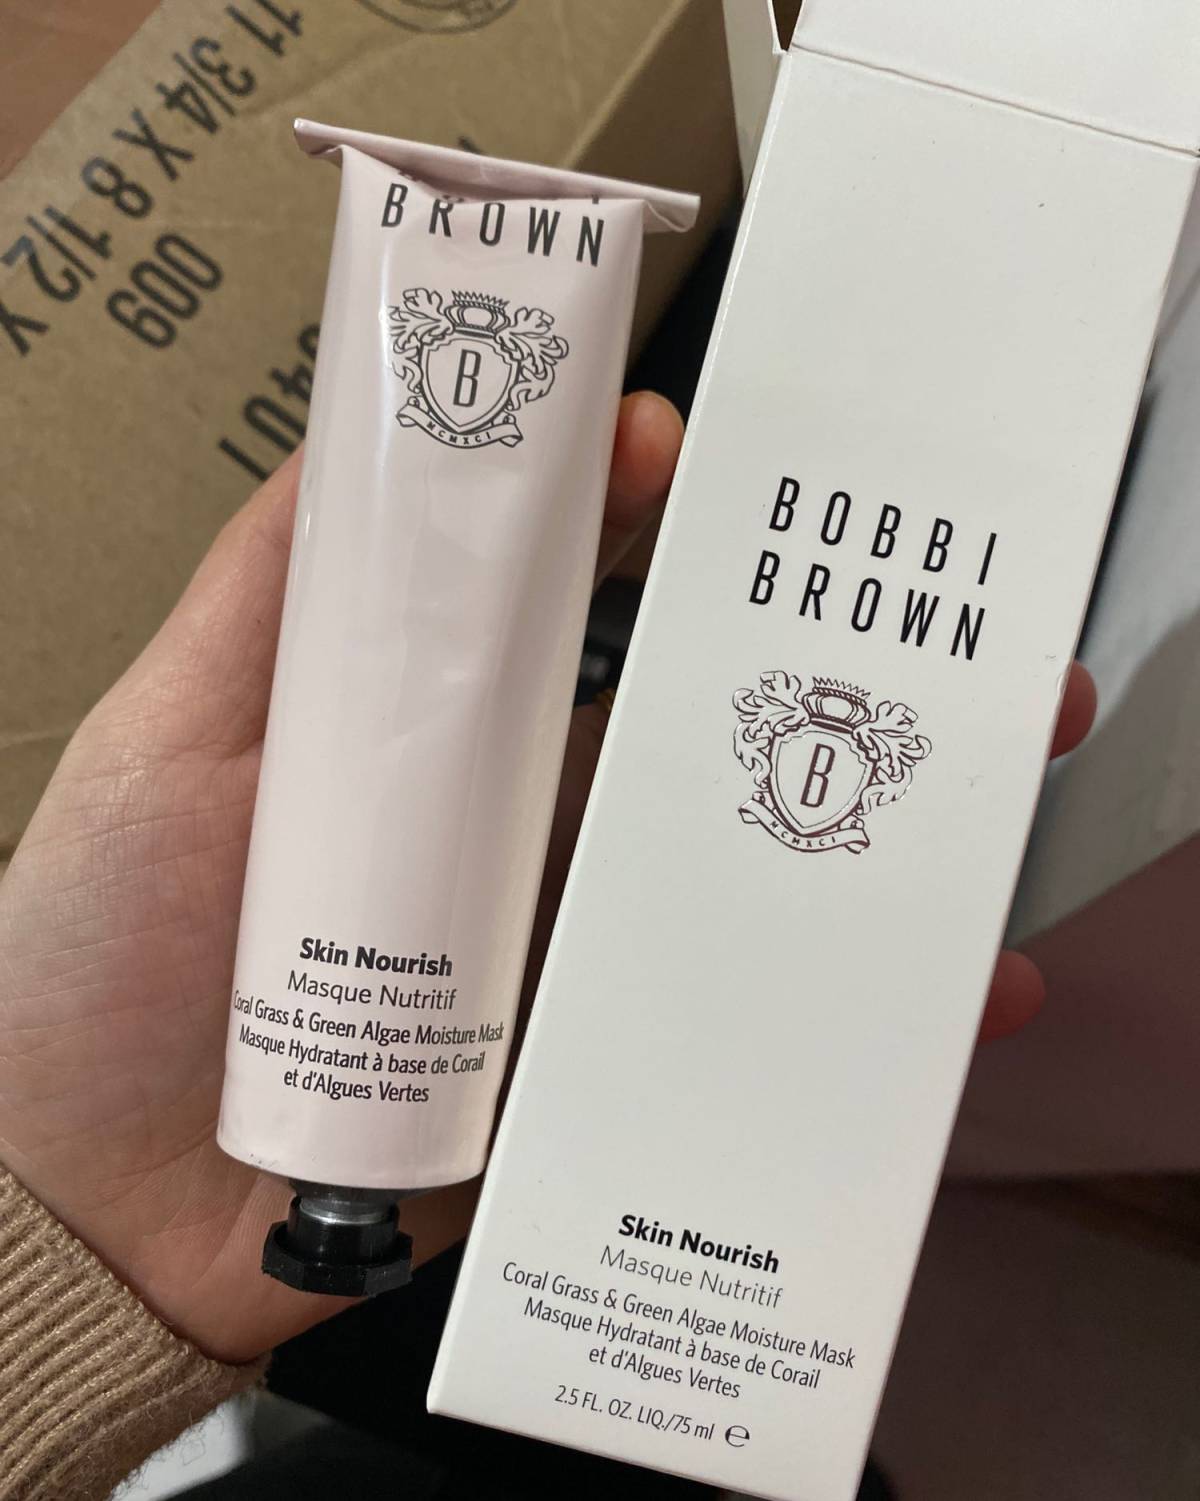 11 3/4 X 8 1/2 X
009
BROWN
B
MCMXCI
Skin Nourish
Masque Nutritif
Coral Grass & Green Algae Moisture Mask
Masque Hydratant à base de Corail
et d'Algues Vertes
BOBBI
BROWN
B
MCMXCI
Skin Nourish
Masque Nutritif
Coral Grass & Green Algae Moisture Mask
Masque Hydratant à base de Corail
et d'Algues Vertes
2.5 FL. OZ. LIQ./75 ml ℮